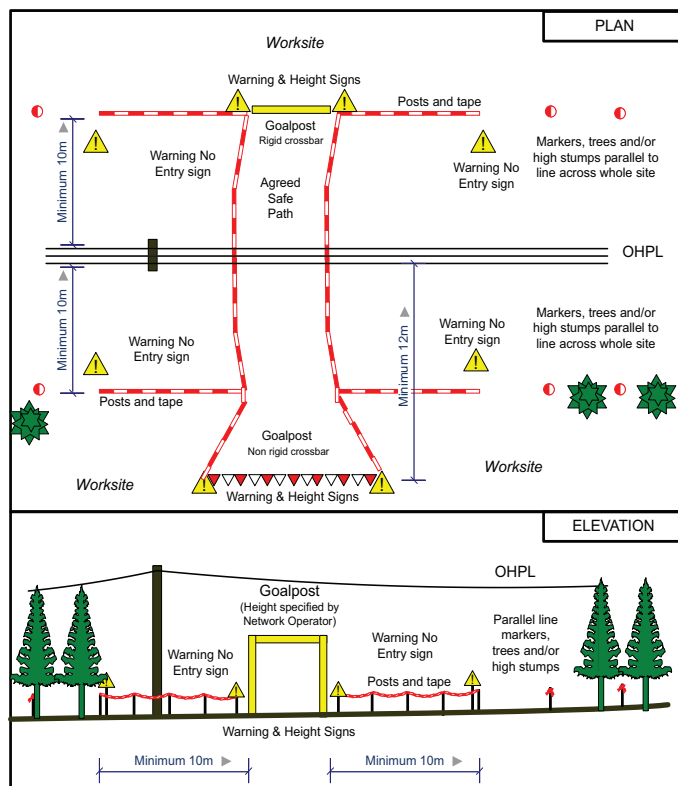 PLAN
Worksite
Warning & Height Signs
Posts and tape
Goalpost
Rigid crossbar
Minimum 10m
Warning No
Entry sign
Agreed
Safe
Path
Warning No
Entry sign
Markers, trees and/or
high stumps parallel to
line across whole site
OHPL
Minimum 10m
Warning No
Entry sign
Minimum 12m
Warning No
Entry sign
Markers, trees and/or
high stumps parallel to
line across whole site
Posts and tape
Goalpost
Non rigid crossbar
Worksite
Worksite
Warning & Height Signs
ELEVATION
OHPL
Goalpost
(Height specified by
Network Operator)
Warning No
Entry sign
Warning No
Entry sign
Posts and tape
Parallel line
markers,
trees and/or
high stumps
Warning & Height Signs
Minimum 10m
Minimum 10m